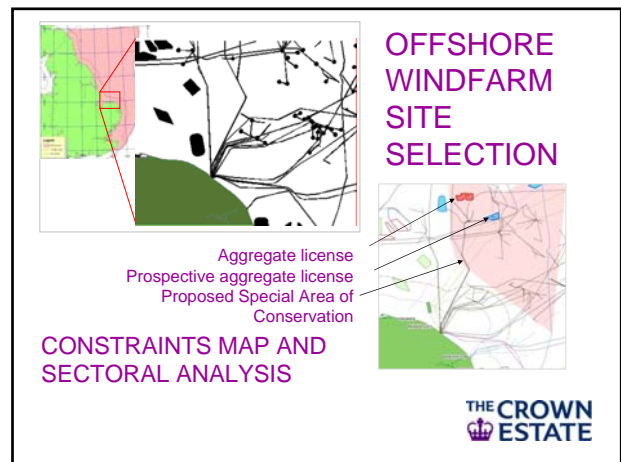 OFFSHORE
WINDFARM
SITE
SELECTION
Aggregate license
Prospective aggregate license
Proposed Special Area of
Conservation
CONSTRAINTS MAP AND
SECTORAL ANALYSIS
THE CROWN
ESTATE